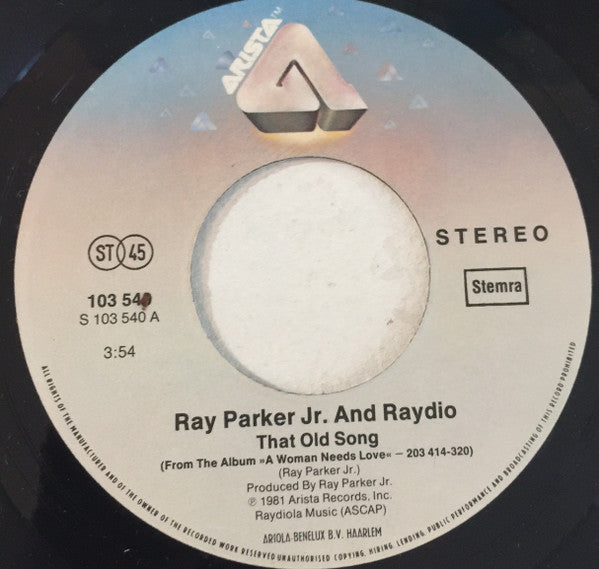 ARISTA™
STEREO
ST 45
Stemra
103 540
S 103 540 A
3:54
Ray Parker Jr. And Raydio
That Old Song
(From The Album »A Woman Needs Love« – 203 414-320)
(Ray Parker Jr.)
Produced By Ray Parker Jr.
℗ 1981 Arista Records, Inc.
Raydiola Music (ASCAP)
ARIOLA-BENELUX B.V. HAARLEM
ALL RIGHTS OF THE MANUFACTURER AND OF THE OWNER OF THE RECORDED WORK RESERVED UNAUTHORISED COPYING, HIRING, LENDING, PUBLIC PERFORMANCE AND BROADCASTING OF THIS RECORD PROHIBITED